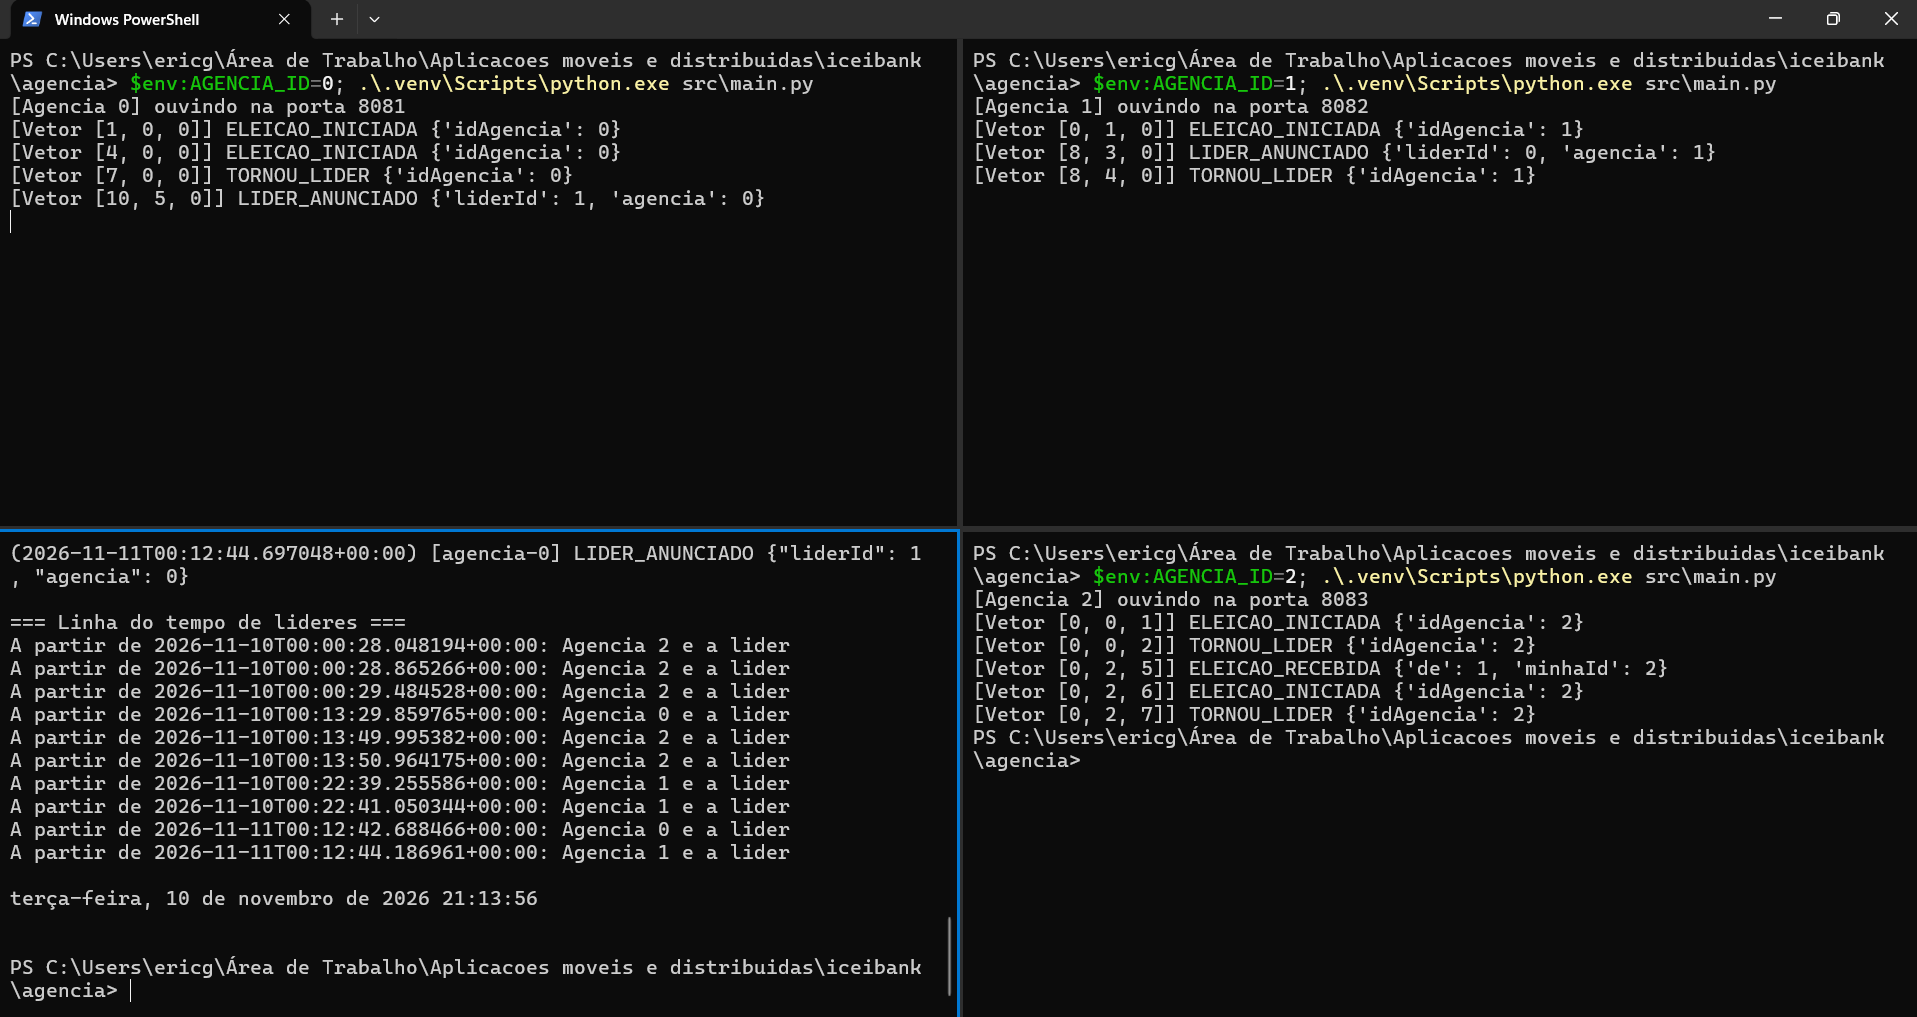 Windows PowerShell
PS C:\Users\ericg\Área de Trabalho\Aplicacoes moveis e distribuidas\iceibank
\agencia> $env:AGENCIA_ID=0; .\.venv\Scripts\python.exe src\main.py
[Agencia 0] ouvindo na porta 8081
[Vetor [1, 0, 0]] ELEICAO_INICIADA {'idAgencia': 0}
[Vetor [4, 0, 0]] ELEICAO_INICIADA {'idAgencia': 0}
[Vetor [7, 0, 0]] TORNOU_LIDER {'idAgencia': 0}
[Vetor [10, 5, 0]] LIDER_ANUNCIADO {'liderId': 1, 'agencia': 0}
PS C:\Users\ericg\Área de Trabalho\Aplicacoes moveis e distribuidas\iceibank
\agencia> $env:AGENCIA_ID=1; .\.venv\Scripts\python.exe src\main.py
[Agencia 1] ouvindo na porta 8082
[Vetor [0, 1, 0]] ELEICAO_INICIADA {'idAgencia': 1}
[Vetor [8, 3, 0]] LIDER_ANUNCIADO {'liderId': 0, 'agencia': 1}
[Vetor [8, 4, 0]] TORNOU_LIDER {'idAgencia': 1}
(2026-11-11T00:12:44.697048+00:00) [agencia-0] LIDER_ANUNCIADO {"liderId": 1
, "agencia": 0}
=== Linha do tempo de lideres ===
A partir de 2026-11-10T00:00:28.048194+00:00: Agencia 2 e a lider
A partir de 2026-11-10T00:00:28.865266+00:00: Agencia 2 e a lider
A partir de 2026-11-10T00:00:29.484528+00:00: Agencia 2 e a lider
A partir de 2026-11-10T00:13:29.859765+00:00: Agencia 0 e a lider
A partir de 2026-11-10T00:13:49.995382+00:00: Agencia 2 e a lider
A partir de 2026-11-10T00:13:50.964175+00:00: Agencia 2 e a lider
A partir de 2026-11-10T00:22:39.255586+00:00: Agencia 1 e a lider
A partir de 2026-11-10T00:22:41.050344+00:00: Agencia 1 e a lider
A partir de 2026-11-11T00:12:42.688466+00:00: Agencia 0 e a lider
A partir de 2026-11-11T00:12:44.186961+00:00: Agencia 1 e a lider
terça-feira, 10 de novembro de 2026 21:13:56
PS C:\Users\ericg\Área de Trabalho\Aplicacoes moveis e distribuidas\iceibank
\agencia>
PS C:\Users\ericg\Área de Trabalho\Aplicacoes moveis e distribuidas\iceibank
\agencia> $env:AGENCIA_ID=2; .\.venv\Scripts\python.exe src\main.py
[Agencia 2] ouvindo na porta 8083
[Vetor [0, 0, 1]] ELEICAO_INICIADA {'idAgencia': 2}
[Vetor [0, 0, 2]] TORNOU_LIDER {'idAgencia': 2}
[Vetor [0, 2, 5]] ELEICAO_RECEBIDA {'de': 1, 'minhaId': 2}
[Vetor [0, 2, 6]] ELEICAO_INICIADA {'idAgencia': 2}
[Vetor [0, 2, 7]] TORNOU_LIDER {'idAgencia': 2}
PS C:\Users\ericg\Área de Trabalho\Aplicacoes moveis e distribuidas\iceibank
\agencia>